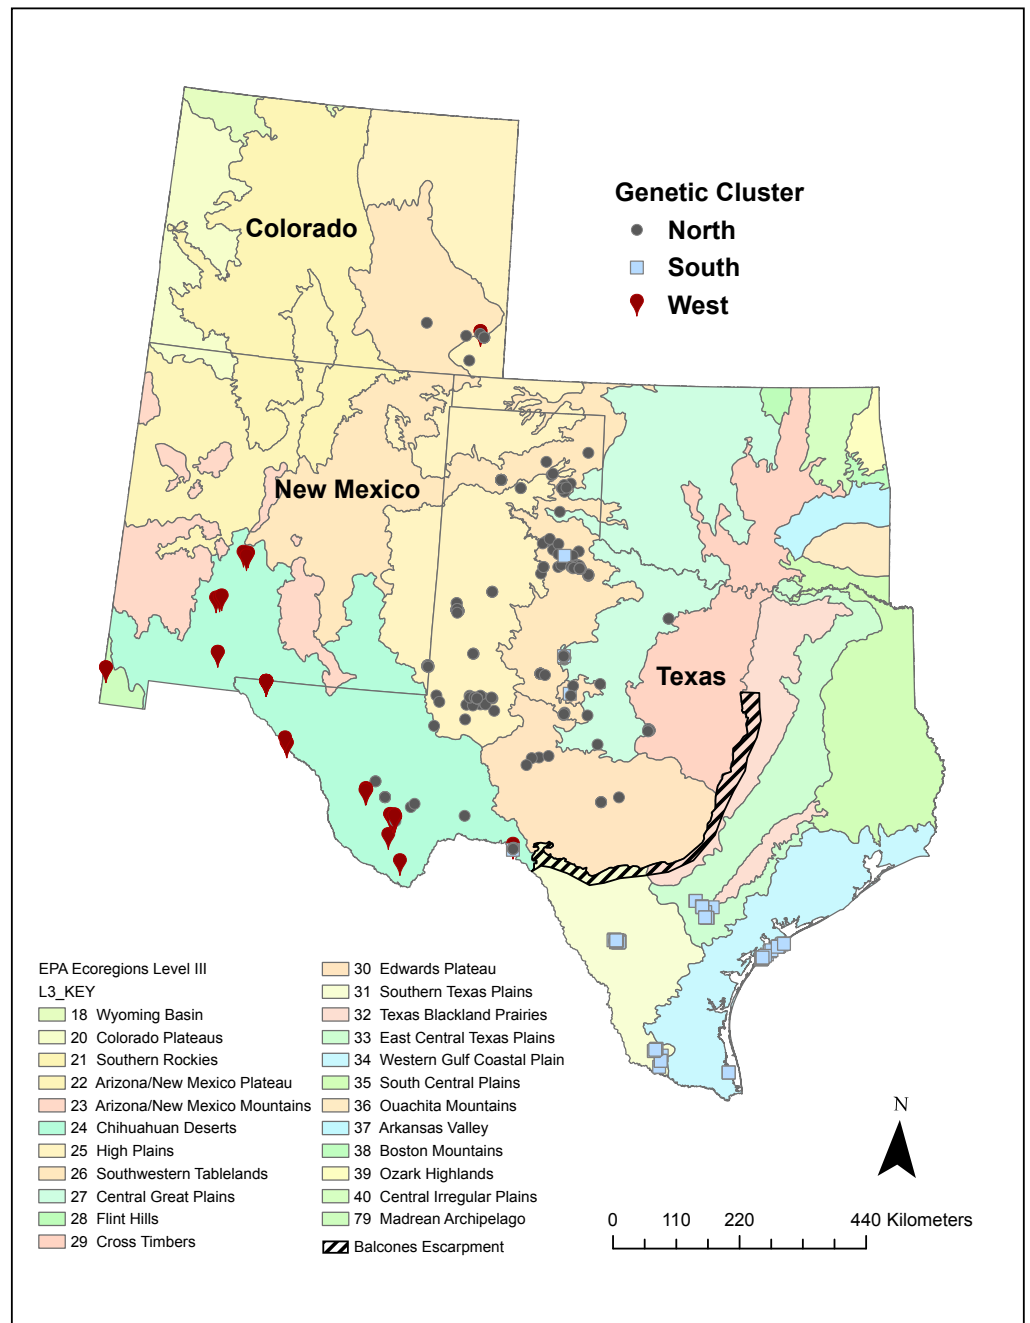 Colorado
Genetic Cluster
North
South
West
New Mexico
Texas
EPA Ecoregions Level III
L3_KEY
18 Wyoming Basin
20 Colorado Plateaus
21 Southern Rockies
22 Arizona/New Mexico Plateau
23 Arizona/New Mexico Mountains
24 Chihuahuan Deserts
25 High Plains
26 Southwestern Tablelands
27 Central Great Plains
28 Flint Hills
29 Cross Timbers
30 Edwards Plateau
31 Southern Texas Plains
32 Texas Blackland Prairies
33 East Central Texas Plains
34 Western Gulf Coastal Plain
35 South Central Plains
36 Ouachita Mountains
37 Arkansas Valley
38 Boston Mountains
39 Ozark Highlands
40 Central Irregular Plains
79 Madrean Archipelago
Balcones Escarpment
N
0 110 220 440 Kilometers